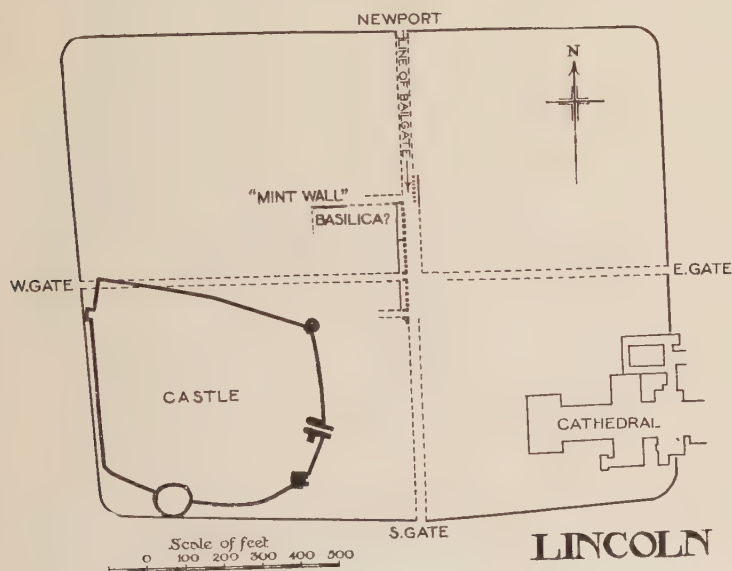 NEWPORT
LINE OF BAILGATE
N
"MINT WALL"
BASILICA?
W.GATE
E.GATE
CASTLE
CATHEDRAL
S.GATE
Scale of feet
0 100 200 300 400 500
LINCOLN